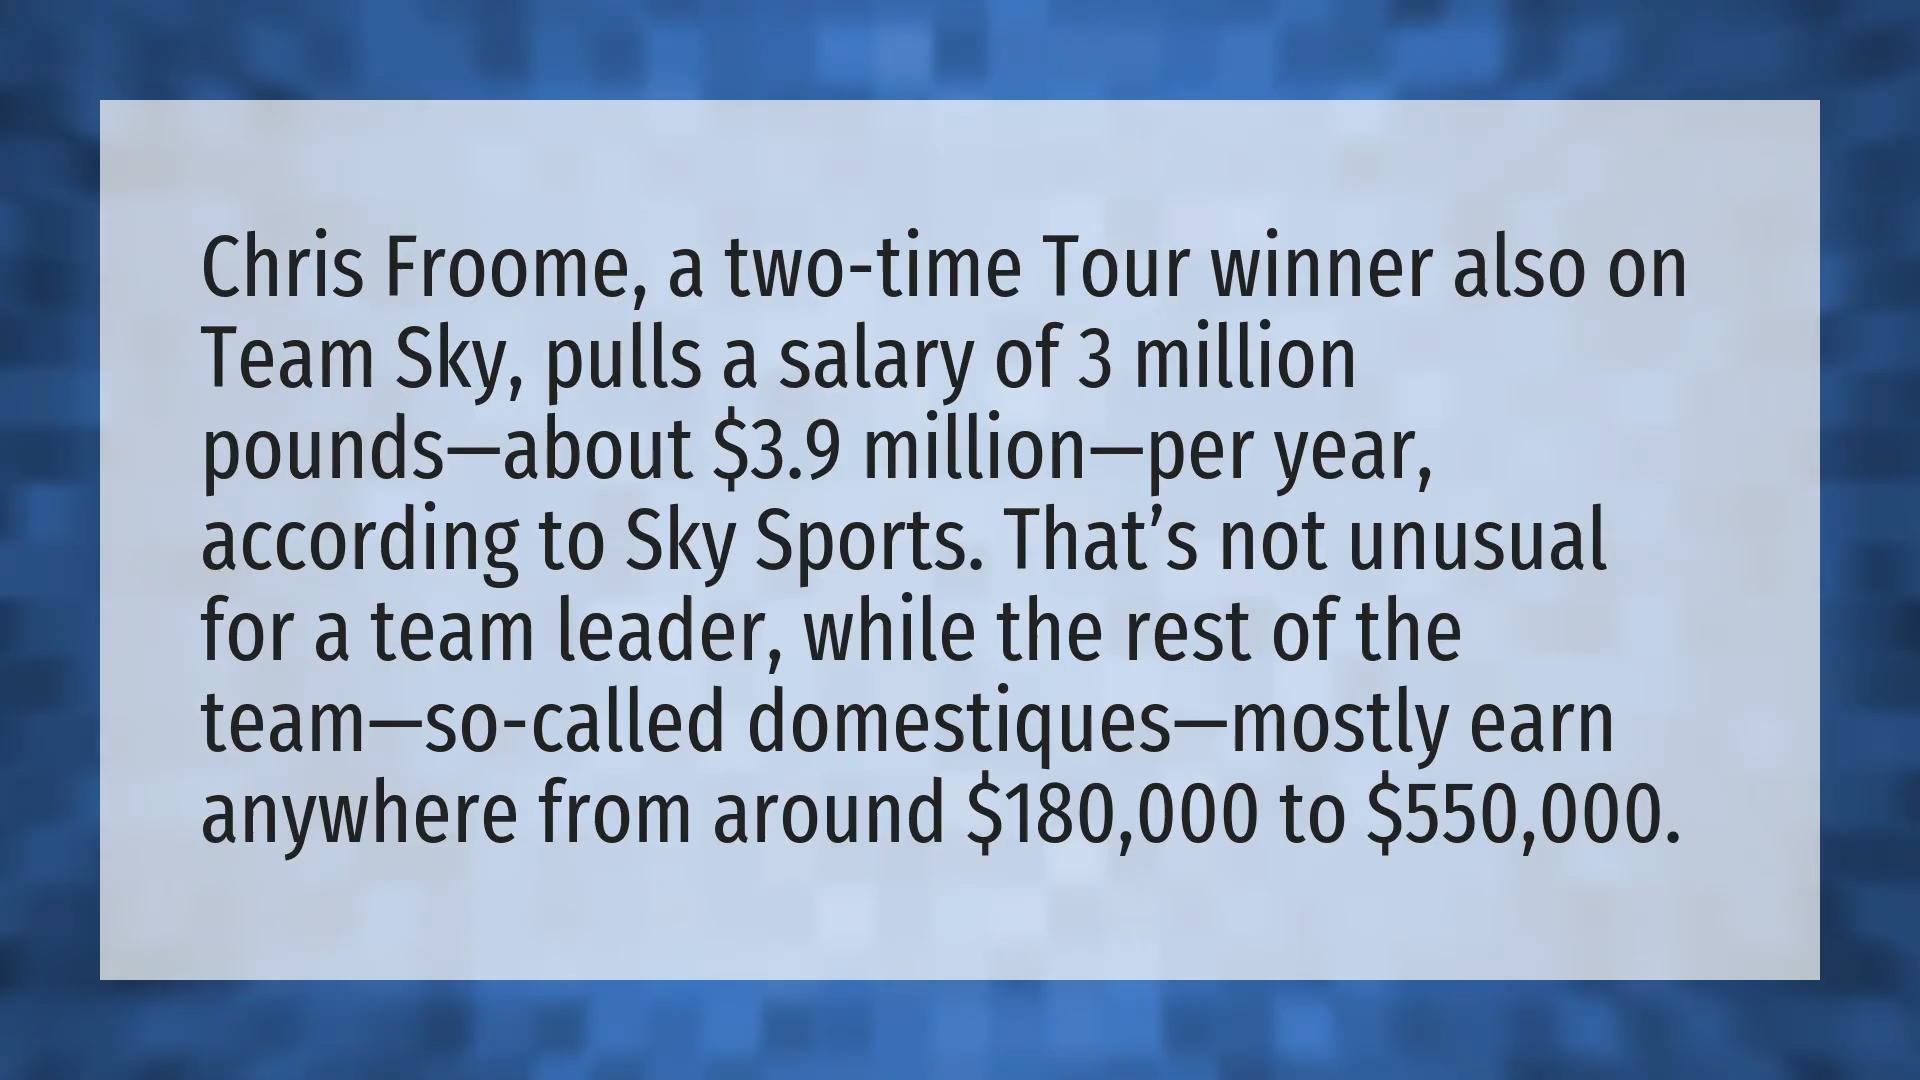 Chris Froome, a two-time Tour winner also on
Team Sky, pulls a salary of 3 million
pounds—about $3.9 million—per year,
according to Sky Sports. That’s not unusual
for a team leader, while the rest of the
team—so-called domestiques—mostly earn
anywhere from around $180,000 to $550,000.